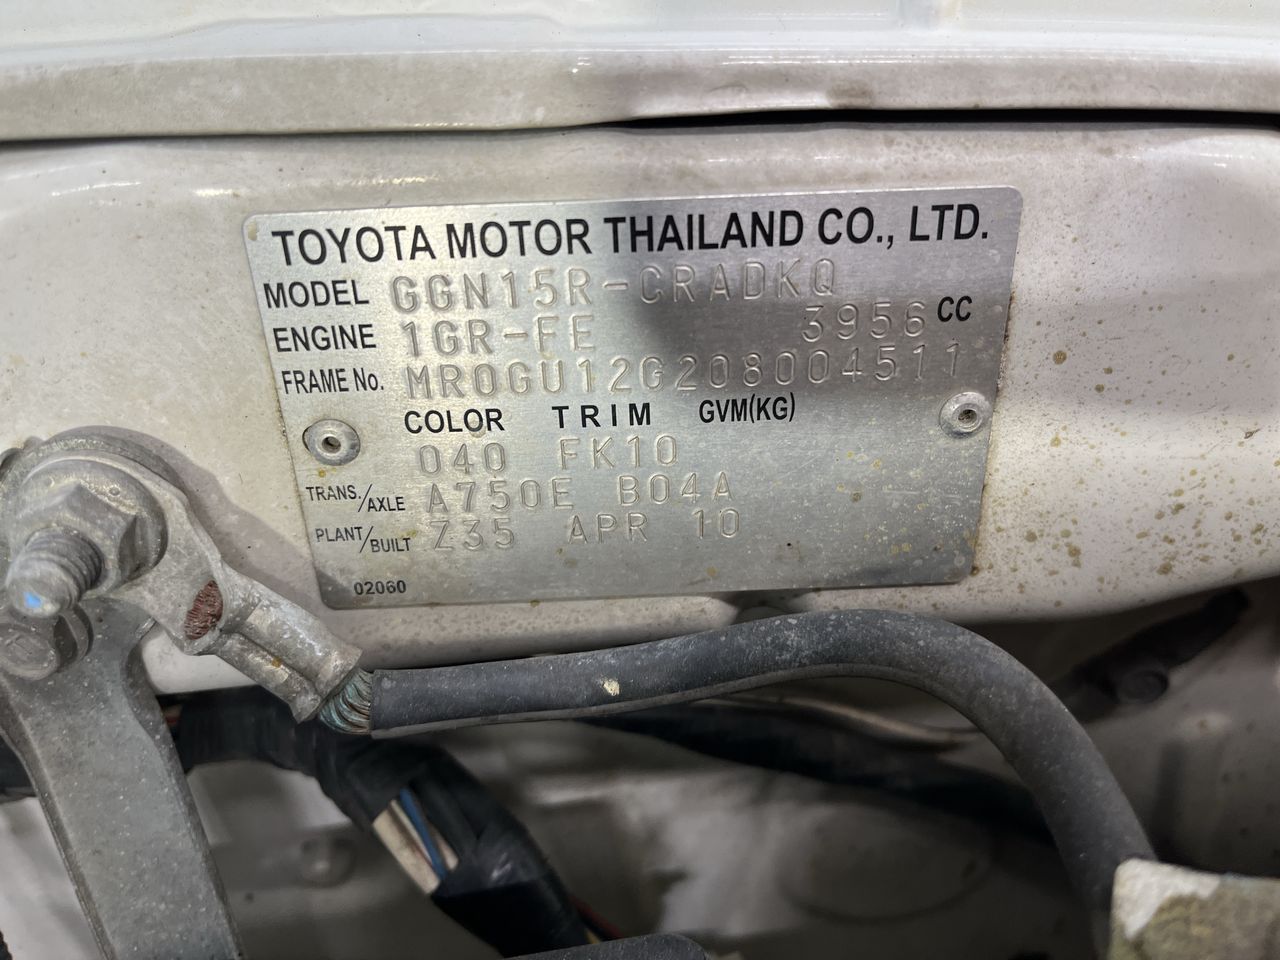 TOYOTA MOTOR THAILAND CO., LTD.
MODEL GGN15R-CRADKQ
ENGINE 1GR-FE 3956 CC
FRAME No. MR0GU12G208004511
COLOR TRIM GVM(KG)
040 FK10
TRANS./AXLE A750E B04A
PLANT/BUILT Z35 APR 10
02060